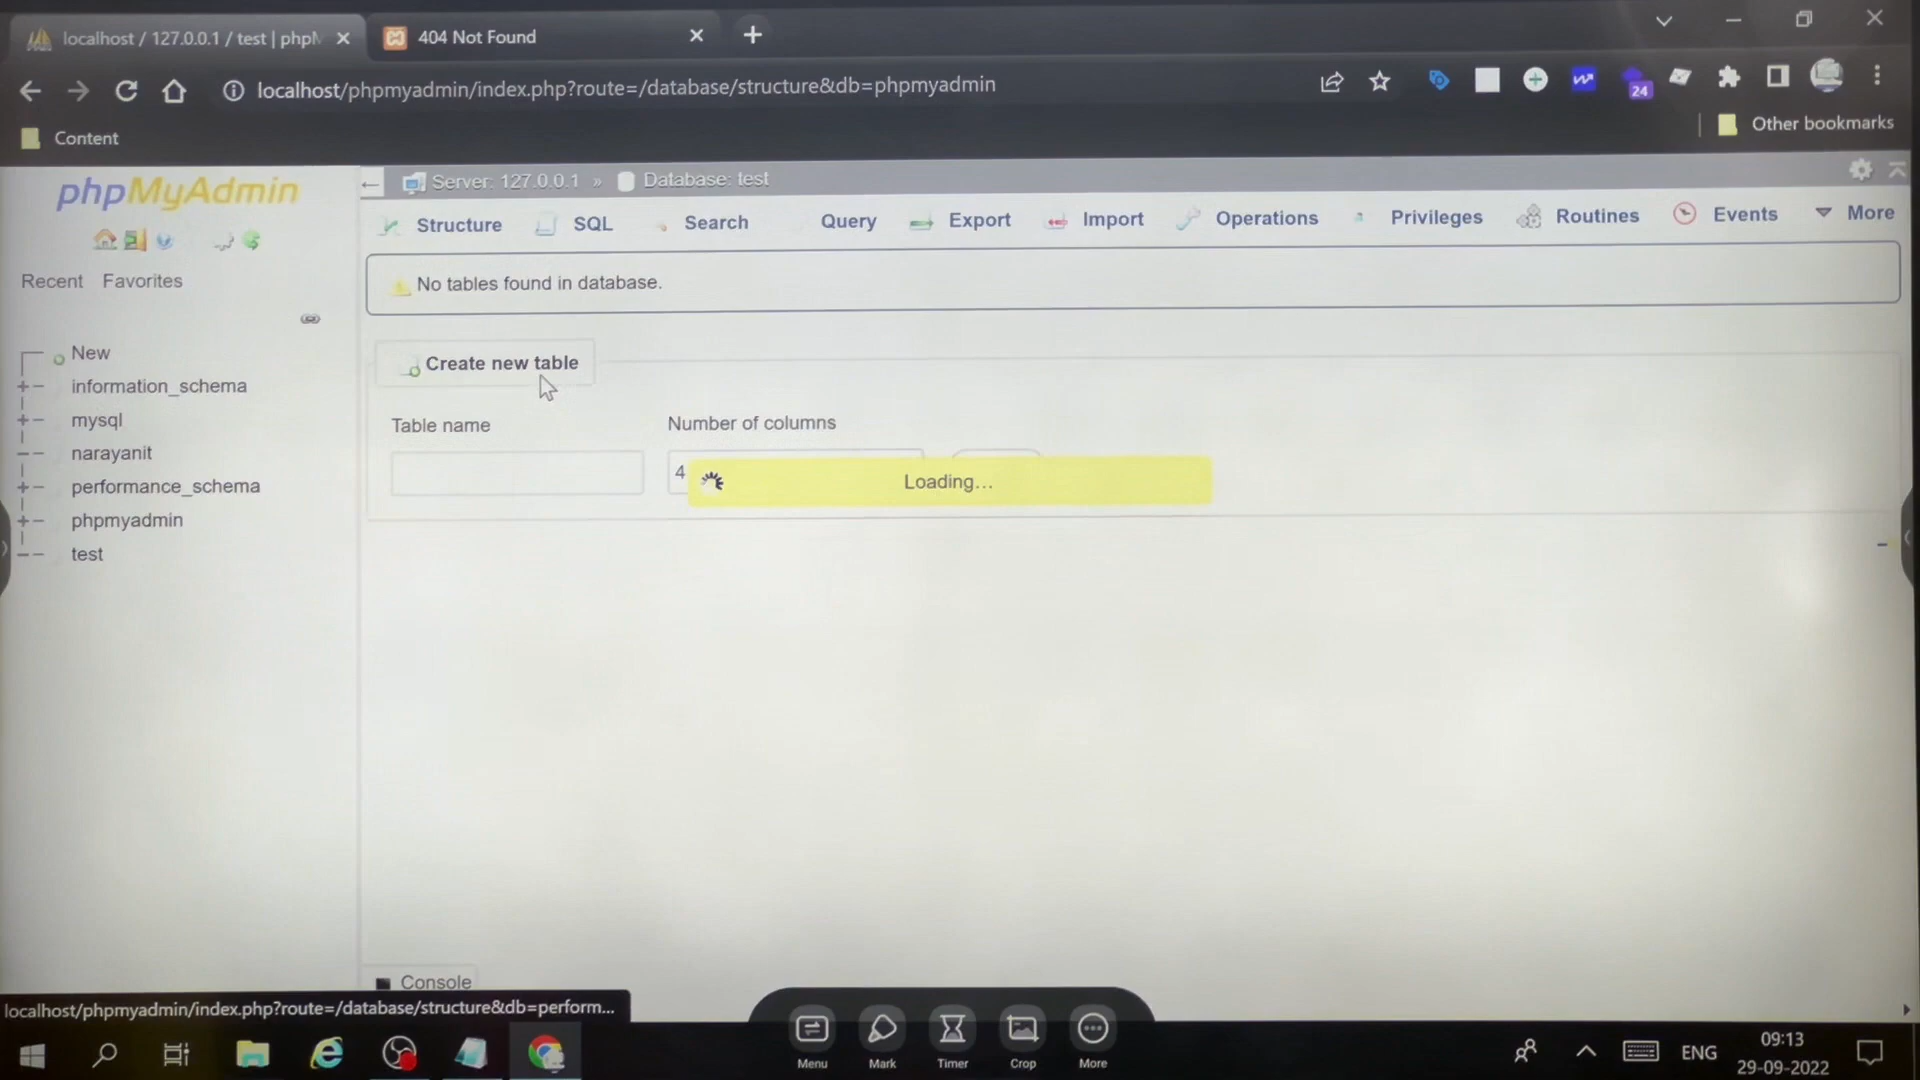 localhost / 127.0.0.1 / test | phpM
404 Not Found
localhost/phpmyadmin/index.php?route=/database/structure&db=phpmyadmin
24
Content
Other bookmarks
phpMyAdmin
Server: 127.0.0.1 » Database: test
Structure SQL Search Query Export Import Operations Privileges Routines Events More
Recent Favorites
No tables found in database.
New
information_schema
mysql
narayanit
performance_schema
phpmyadmin
test
Create new table
Table name
Number of columns
4
Loading...
Console
localhost/phpmyadmin/index.php?route=/database/structure&db=perform...
Menu
Mark
Timer
Crop
More
ENG
09:13
29-09-2022